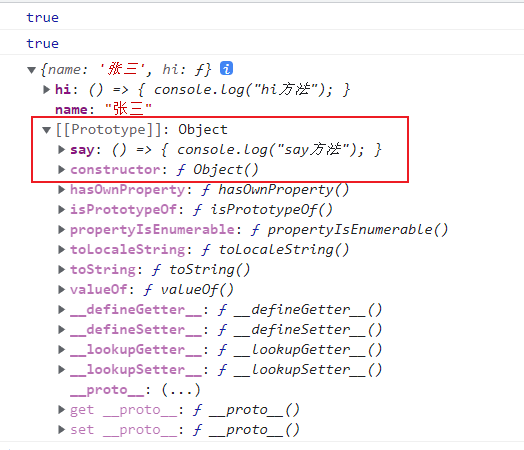 true
true
{name: '张三', hi: ƒ} i
hi: () => { console.log("hi方法"); }
name: "张三"
[[Prototype]]: Object
say: () => { console.log("say方法"); }
constructor: ƒ Object()
hasOwnProperty: ƒ hasOwnProperty()
isPrototypeOf: ƒ isPrototypeOf()
propertyIsEnumerable: ƒ propertyIsEnumerable()
toLocaleString: ƒ toLocaleString()
toString: ƒ toString()
valueOf: ƒ valueOf()
__defineGetter__: ƒ __defineGetter__()
__defineSetter__: ƒ __defineSetter__()
__lookupGetter__: ƒ __lookupGetter__()
__lookupSetter__: ƒ __lookupSetter__()
__proto__: (...)
get __proto__: ƒ __proto__()
set __proto__: ƒ __proto__()